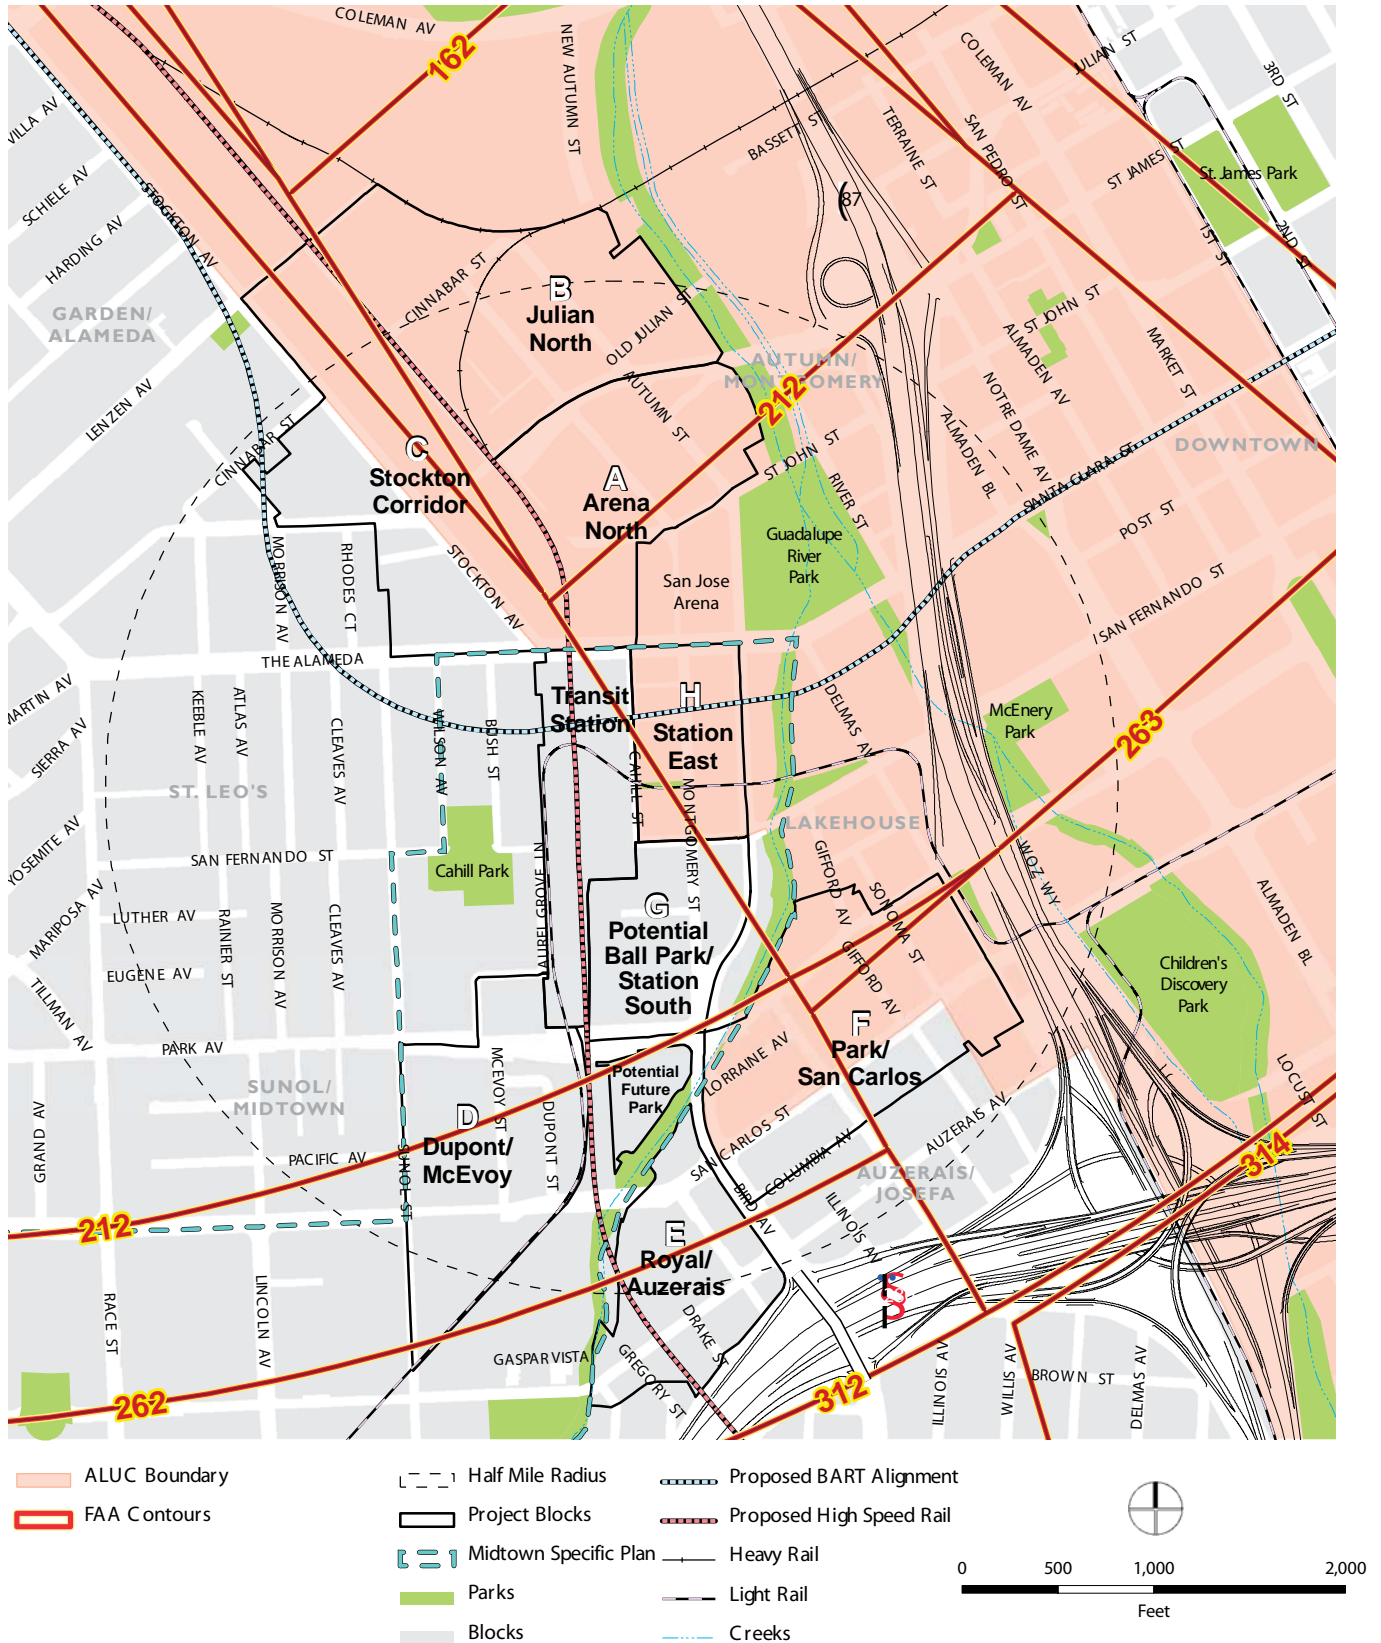 COLEMAN AV
162
NEW AUTUMN ST
COLEMAN AV
JULIAN ST
3RD ST
VILLA AV
BASSETT ST
TERRAINE ST
SAN PEDRO ST
ST JAMES ST
St. James Park
SCHIELE AV
STOCKTON AV
87
HARDING AV
1ST ST
2ND ST
CINNABAR ST
B
Julian
North
OLD JULIAN ST
GARDEN/
ALAMEDA
ST JOHN ST
ALMADEN AV
MARKET ST
AUTUMN/
MONTGOMERY
212
LENZEN AV
AUTUMN ST
NOTRE DAME AV
ALMADEN BL
DOWNTOWN
CINNABAR ST
C
Stockton
Corridor
ST JOHN ST
SANTA CLARA ST
A
Arena
North
RIVER ST
POST ST
Guadalupe
River
Park
MORRISON AV
RHODES CT
STOCKTON AV
San Jose
Arena
SAN FERNANDO ST
THE ALAMEDA
MARTIN AV
KEEBLE AV
ATLAS AV
CLEAVES AV
WILSON AV
BUSH ST
Transit
Station
H
Station
East
DELMAS AV
McEnery
Park
263
SIERRA AV
CAHILL ST
MONTGOMERY ST
ST. LEO'S
LAKEHOUSE
YOSEMITE AV
SAN FERNANDO ST
Cahill Park
LAUREL GROVE LN
GIFFORD AV
SONOMA ST
WOZ WY
ALMADEN BL
MARIPOSA AV
LUTHER AV
RAINIER ST
MORRISON AV
CLEAVES AV
G
Potential
Ball Park/
Station
South
GIFFORD AV
Children's
Discovery
Park
EUGENE AV
TILLMAN AV
PARK AV
F
Park/
San Carlos
LORRAINE AV
MCEVOY ST
Potential
Future
Park
SUNOL/
MIDTOWN
LOCUST ST
GRAND AV
D
Dupont/
McEvoy
DUPONT ST
SAN CARLOS ST
COLUMBIA AV
AUZERAIS AV
PACIFIC AV
SUNOL ST
AUZERAIS/
JOSEFA
314
212
BIRD AV
ILLINOIS AV
E
Royal/
Auzerais
RACE ST
LINCOLN AV
DRAKE ST
GASPAR VISTA
GREGORY ST
262
312
ILLINOIS AV
WILLIS AV
BROWN ST
DELMAS AV
ALUC Boundary
FAA Contours
Half Mile Radius
Project Blocks
Midtown Specific Plan
Parks
Blocks
Proposed BART Alignment
Proposed High Speed Rail
Heavy Rail
Light Rail
Creeks
0 500 1,000 2,000
Feet